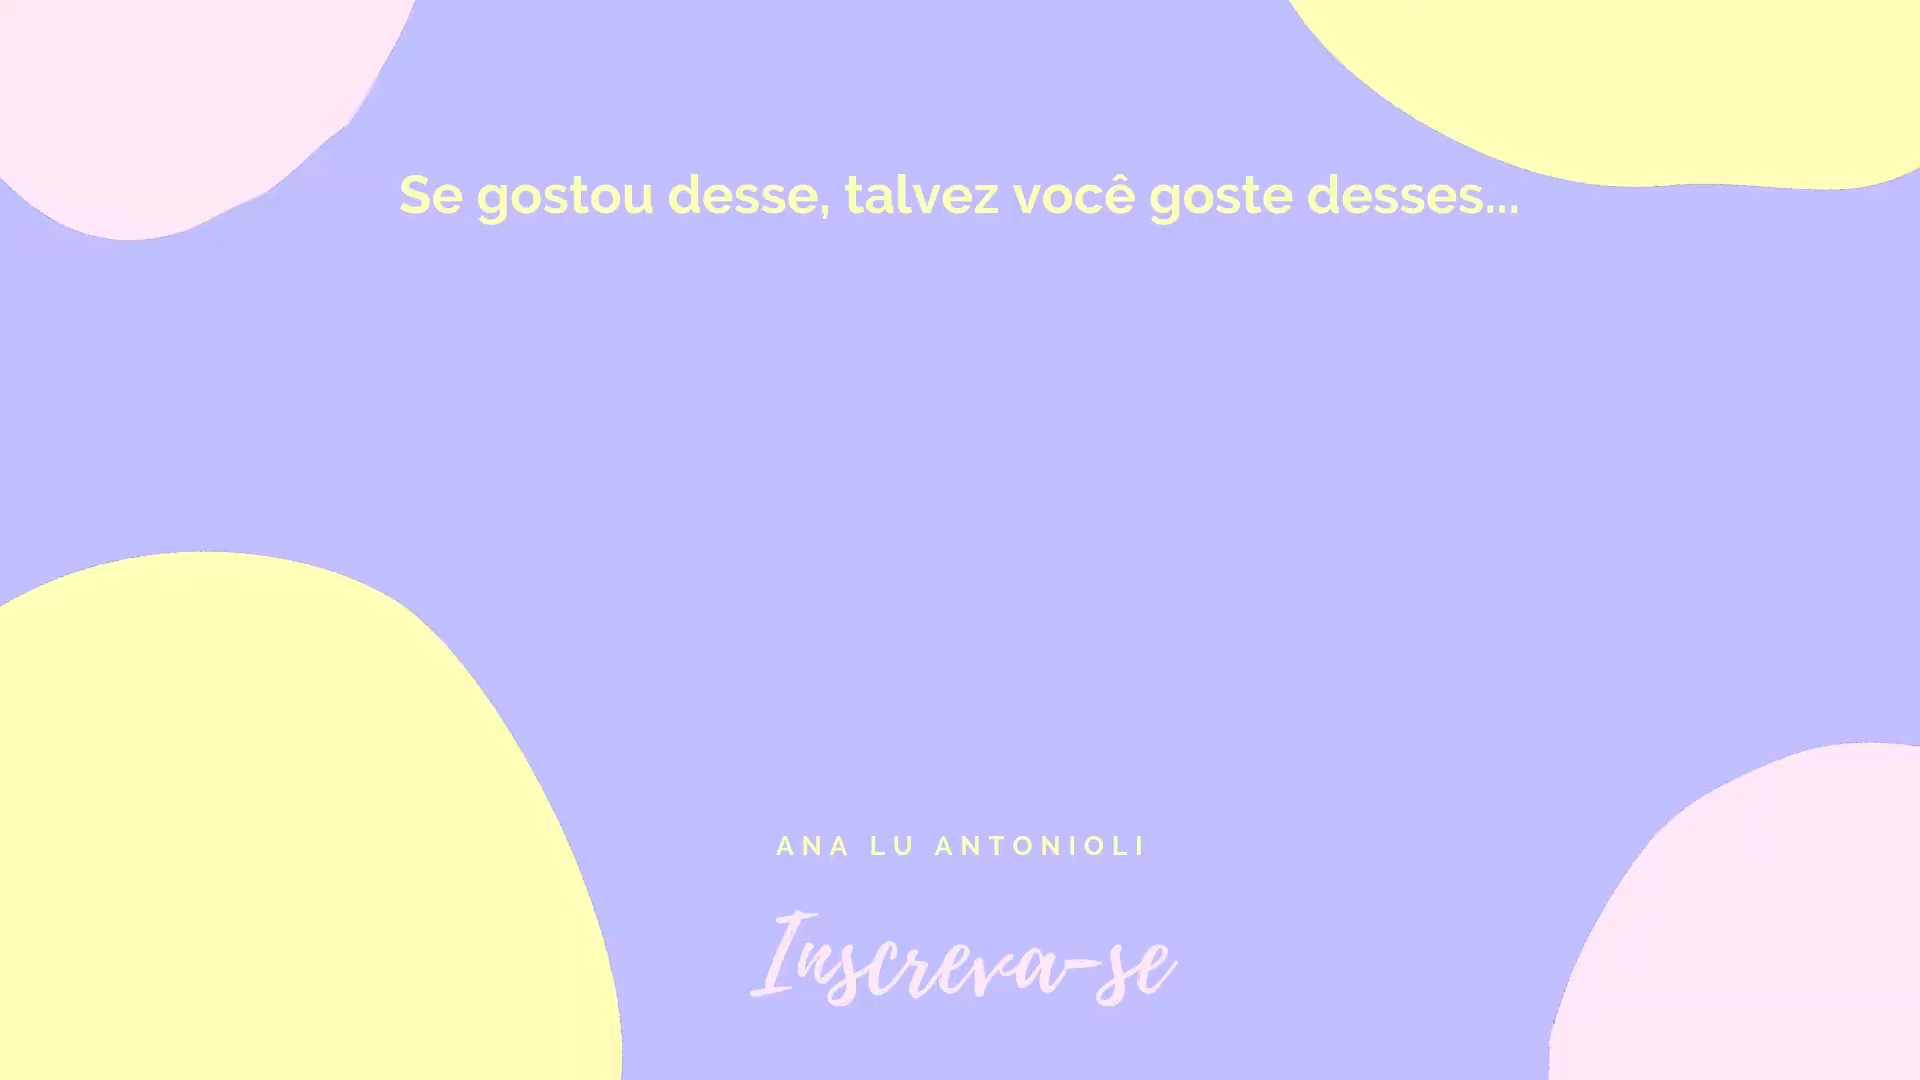 Se gostou desse, talvez você goste desses...
ANA LU ANTONIOLI
Inscreva-se